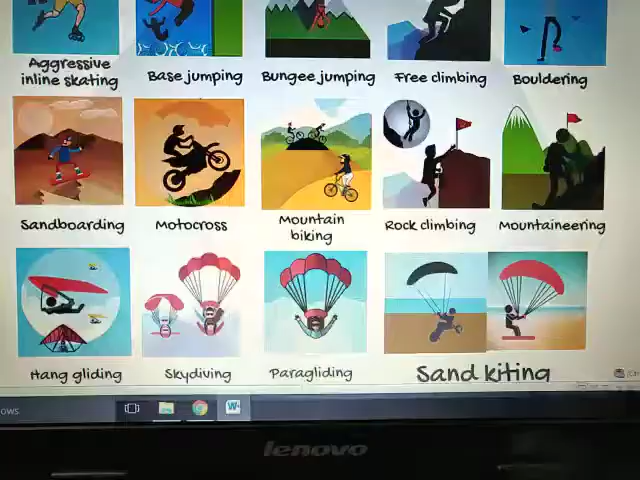 Aggressive
inline skating
Base jumping
Bungee jumping
Free climbing
Bouldering
Sandboarding
Motocross
Mountain
biking
Rock climbing
Mountaineering
Hang gliding
Skydiving
Paragliding
Sand kiting
ows
W
lenovo